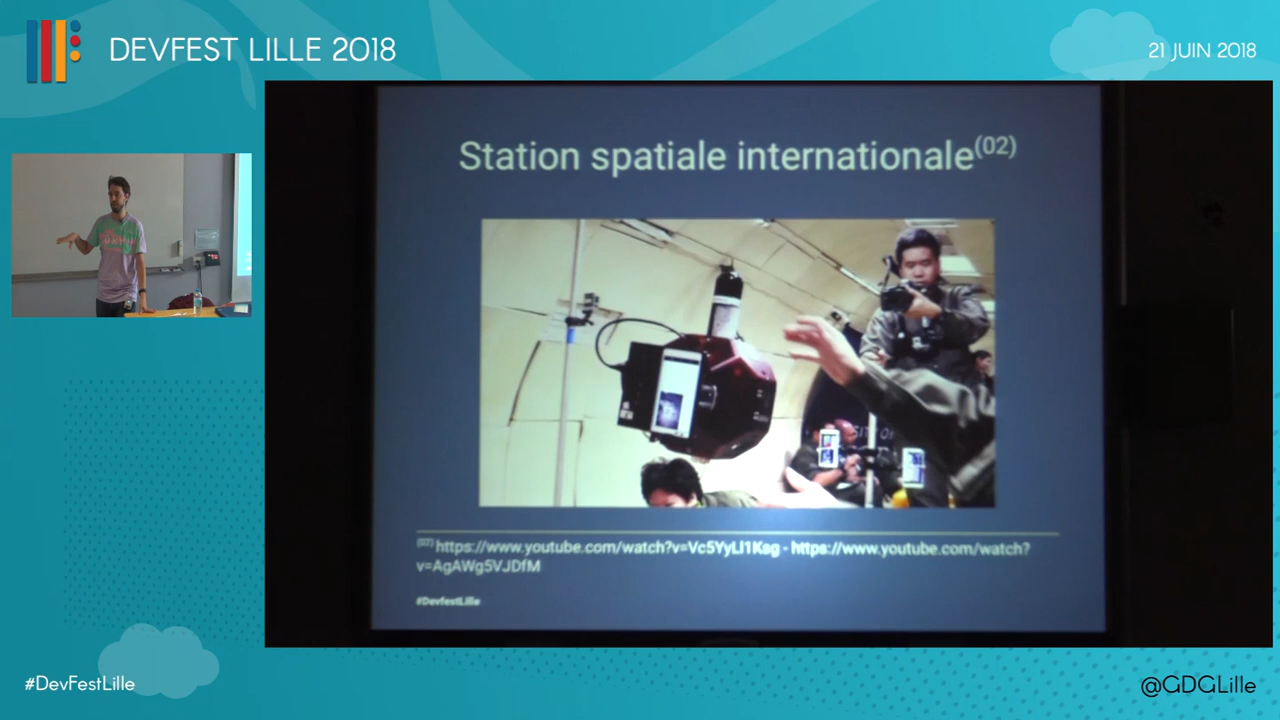 DEVFEST LILLE 2018
21 JUIN 2018
Station spatiale internationale(02)
(02) https://www.youtube.com/watch?v=Vc5YyLl1Ksg - https://www.youtube.com/watch?
v=AgAWg5VJDfM
#DevfestLille
#DevFestLille
@GDGLille